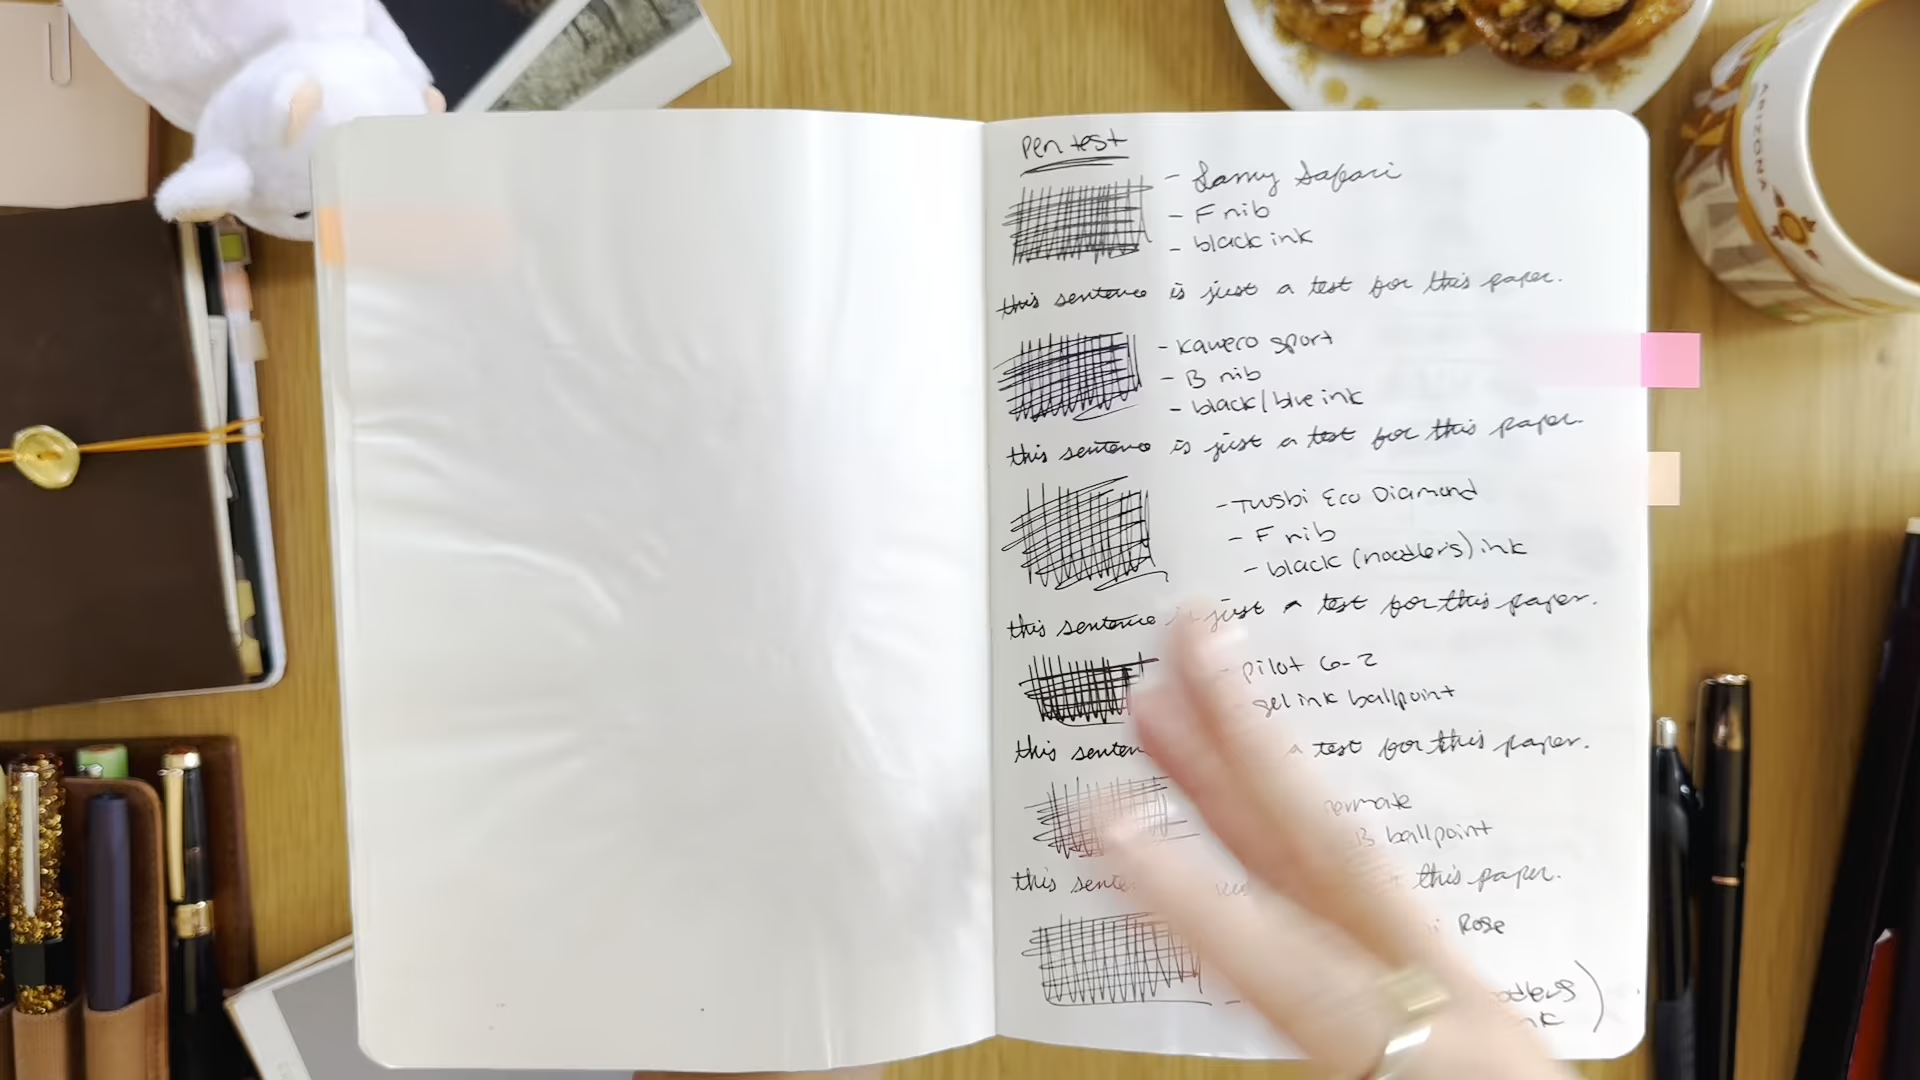 Pen test
- Lamy Safari
- F nib
- black ink
this sentence is just a test for this paper.
- Kaweco sport
- B nib
- black/blue ink
this sentence is just a test for this paper.
- TWSbi Eco Diamond
- F nib
- black (noodler's) ink
this sentence is just a test for this paper.
- pilot G-2
gel ink ballpoint
this a test for this paper.
B ballpoint
this this paper.
Rose
ARIZONA